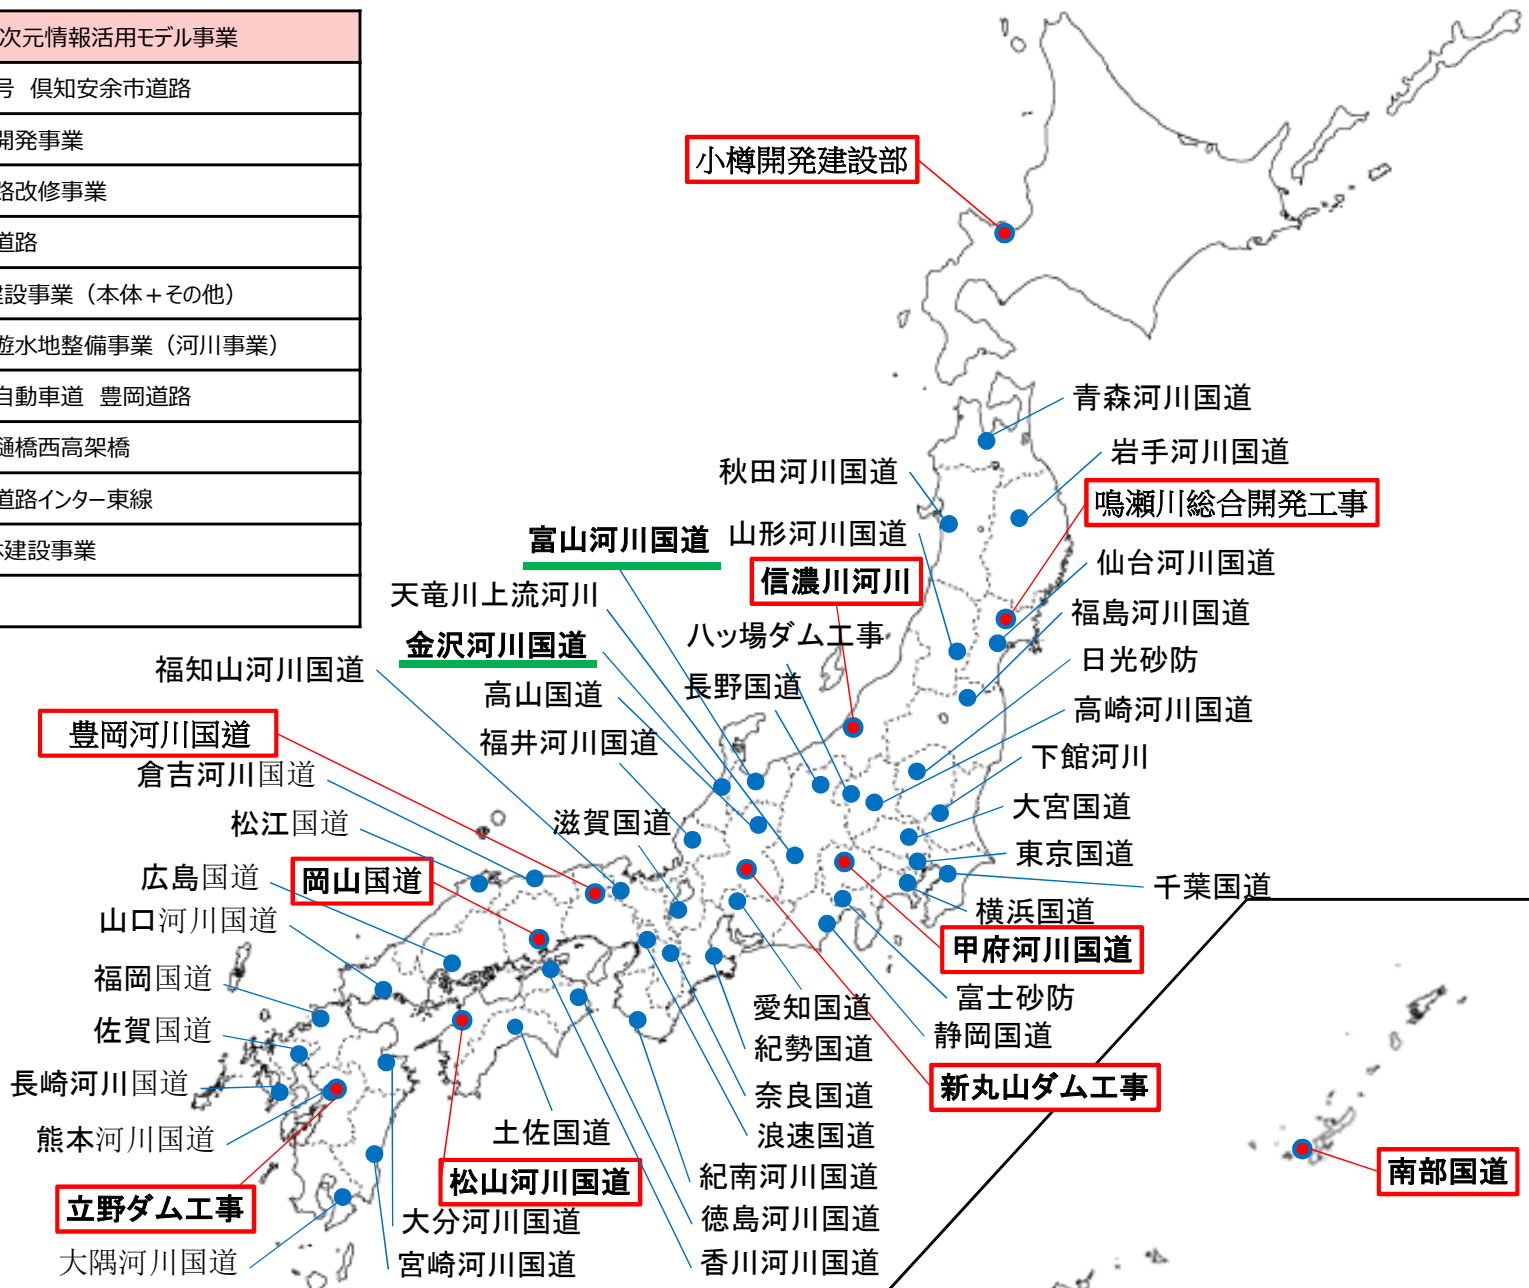 次元情報活用モデル事業
号 倶知安余市道路
開発事業
路改修事業
道路
建設事業（本体＋その他）
遊水地整備事業（河川事業）
自動車道 豊岡道路
樋橋西高架橋
道路インター東線
体建設事業
小樽開発建設部
青森河川国道
岩手河川国道
秋田河川国道
鳴瀬川総合開発工事
山形河川国道
富山河川国道
仙台河川国道
信濃川河川
天竜川上流河川
福島河川国道
八ッ場ダム工事
金沢河川国道
日光砂防
福知山河川国道
長野国道
高山国道
高崎河川国道
豊岡河川国道
福井河川国道
下館河川
倉吉河川国道
大宮国道
松江国道
滋賀国道
東京国道
広島国道
岡山国道
千葉国道
横浜国道
山口河川国道
甲府河川国道
福岡国道
富士砂防
愛知国道
佐賀国道
静岡国道
紀勢国道
長崎河川国道
新丸山ダム工事
奈良国道
熊本河川国道
土佐国道
浪速国道
松山河川国道
紀南河川国道
南部国道
立野ダム工事
大分河川国道
徳島河川国道
大隅河川国道
宮崎河川国道
香川河川国道